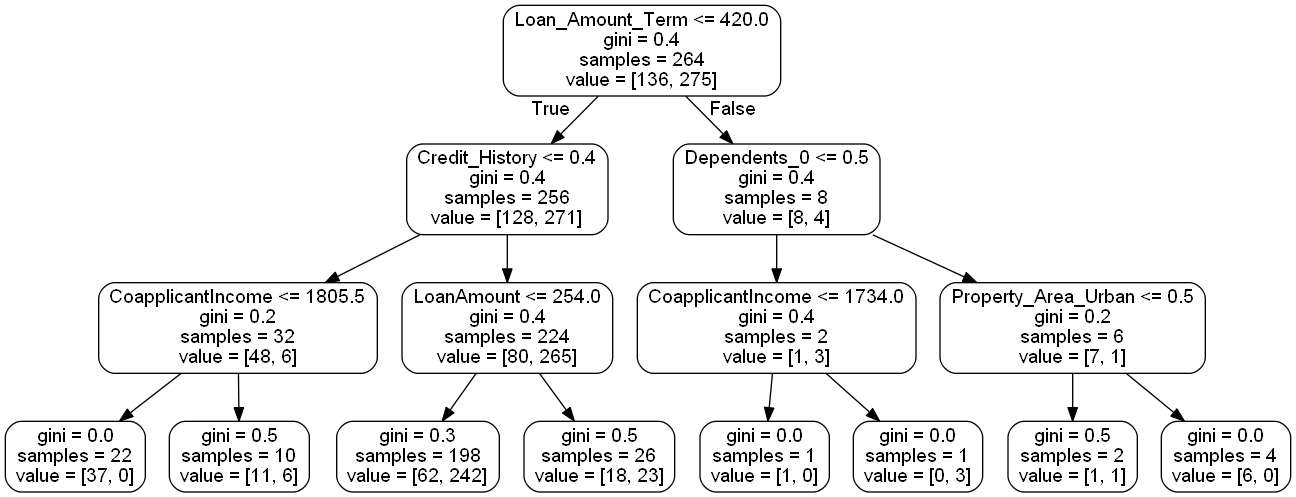 Loan_Amount_Term <= 420.0
gini = 0.4
samples = 264
value = [136, 275]
True
False
Credit_History <= 0.4
gini = 0.4
samples = 256
value = [128, 271]
Dependents_0 <= 0.5
gini = 0.4
samples = 8
value = [8, 4]
CoapplicantIncome <= 1805.5
gini = 0.2
samples = 32
value = [48, 6]
LoanAmount <= 254.0
gini = 0.4
samples = 224
value = [80, 265]
CoapplicantIncome <= 1734.0
gini = 0.4
samples = 2
value = [1, 3]
Property_Area_Urban <= 0.5
gini = 0.2
samples = 6
value = [7, 1]
gini = 0.0
samples = 22
value = [37, 0]
gini = 0.5
samples = 10
value = [11, 6]
gini = 0.3
samples = 198
value = [62, 242]
gini = 0.5
samples = 26
value = [18, 23]
gini = 0.0
samples = 1
value = [1, 0]
gini = 0.0
samples = 1
value = [0, 3]
gini = 0.5
samples = 2
value = [1, 1]
gini = 0.0
samples = 4
value = [6, 0]